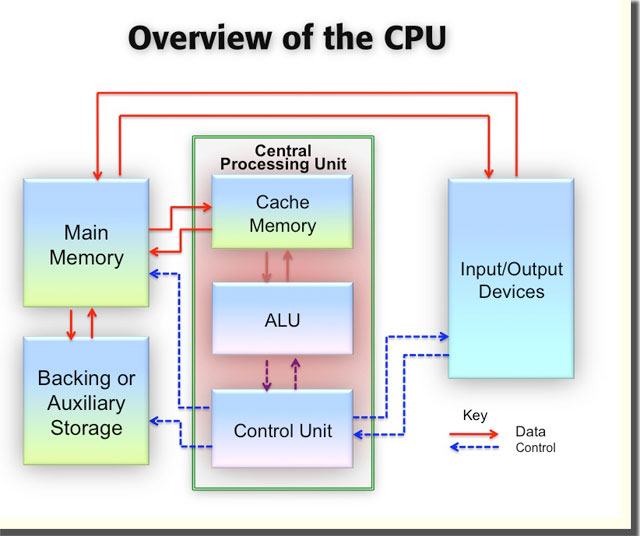 Overview of the CPU
Central
Processing Unit
Cache
Memory
Main
Memory
Input/Output
Devices
ALU
Backing or
Auxiliary
Storage
Control Unit
Key
Data
Control